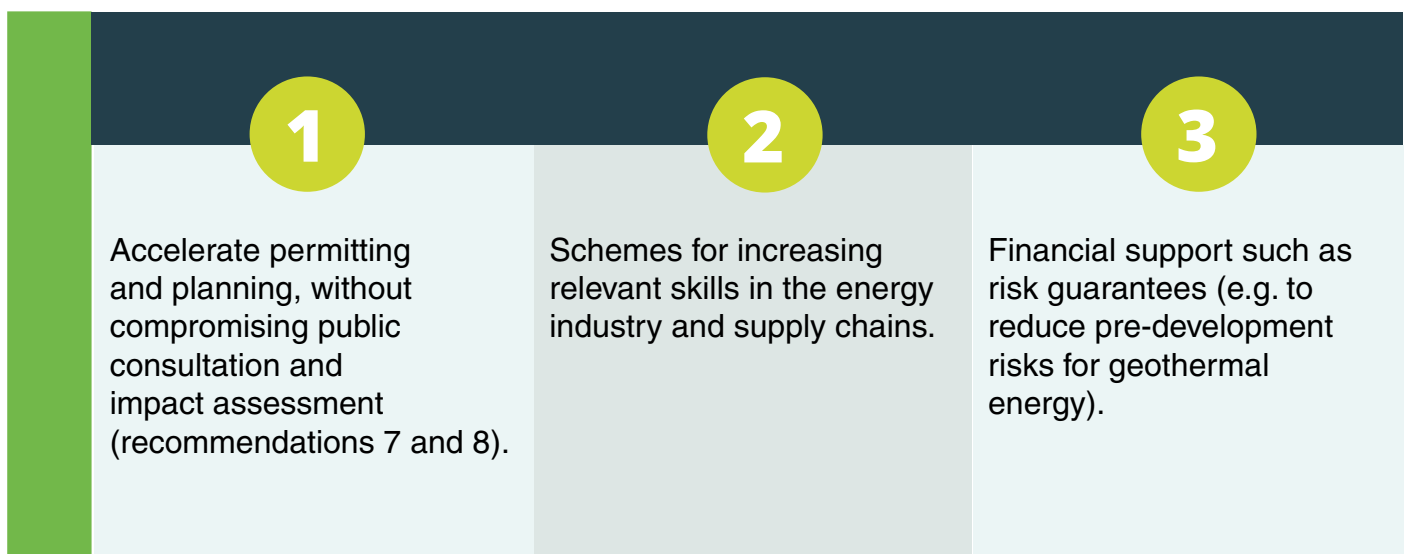 1
Accelerate permitting
and planning, without
compromising public
consultation and
impact assessment
(recommendations 7 and 8).
2
Schemes for increasing
relevant skills in the energy
industry and supply chains.
3
Financial support such as
risk guarantees (e.g. to
reduce pre-development
risks for geothermal
energy).